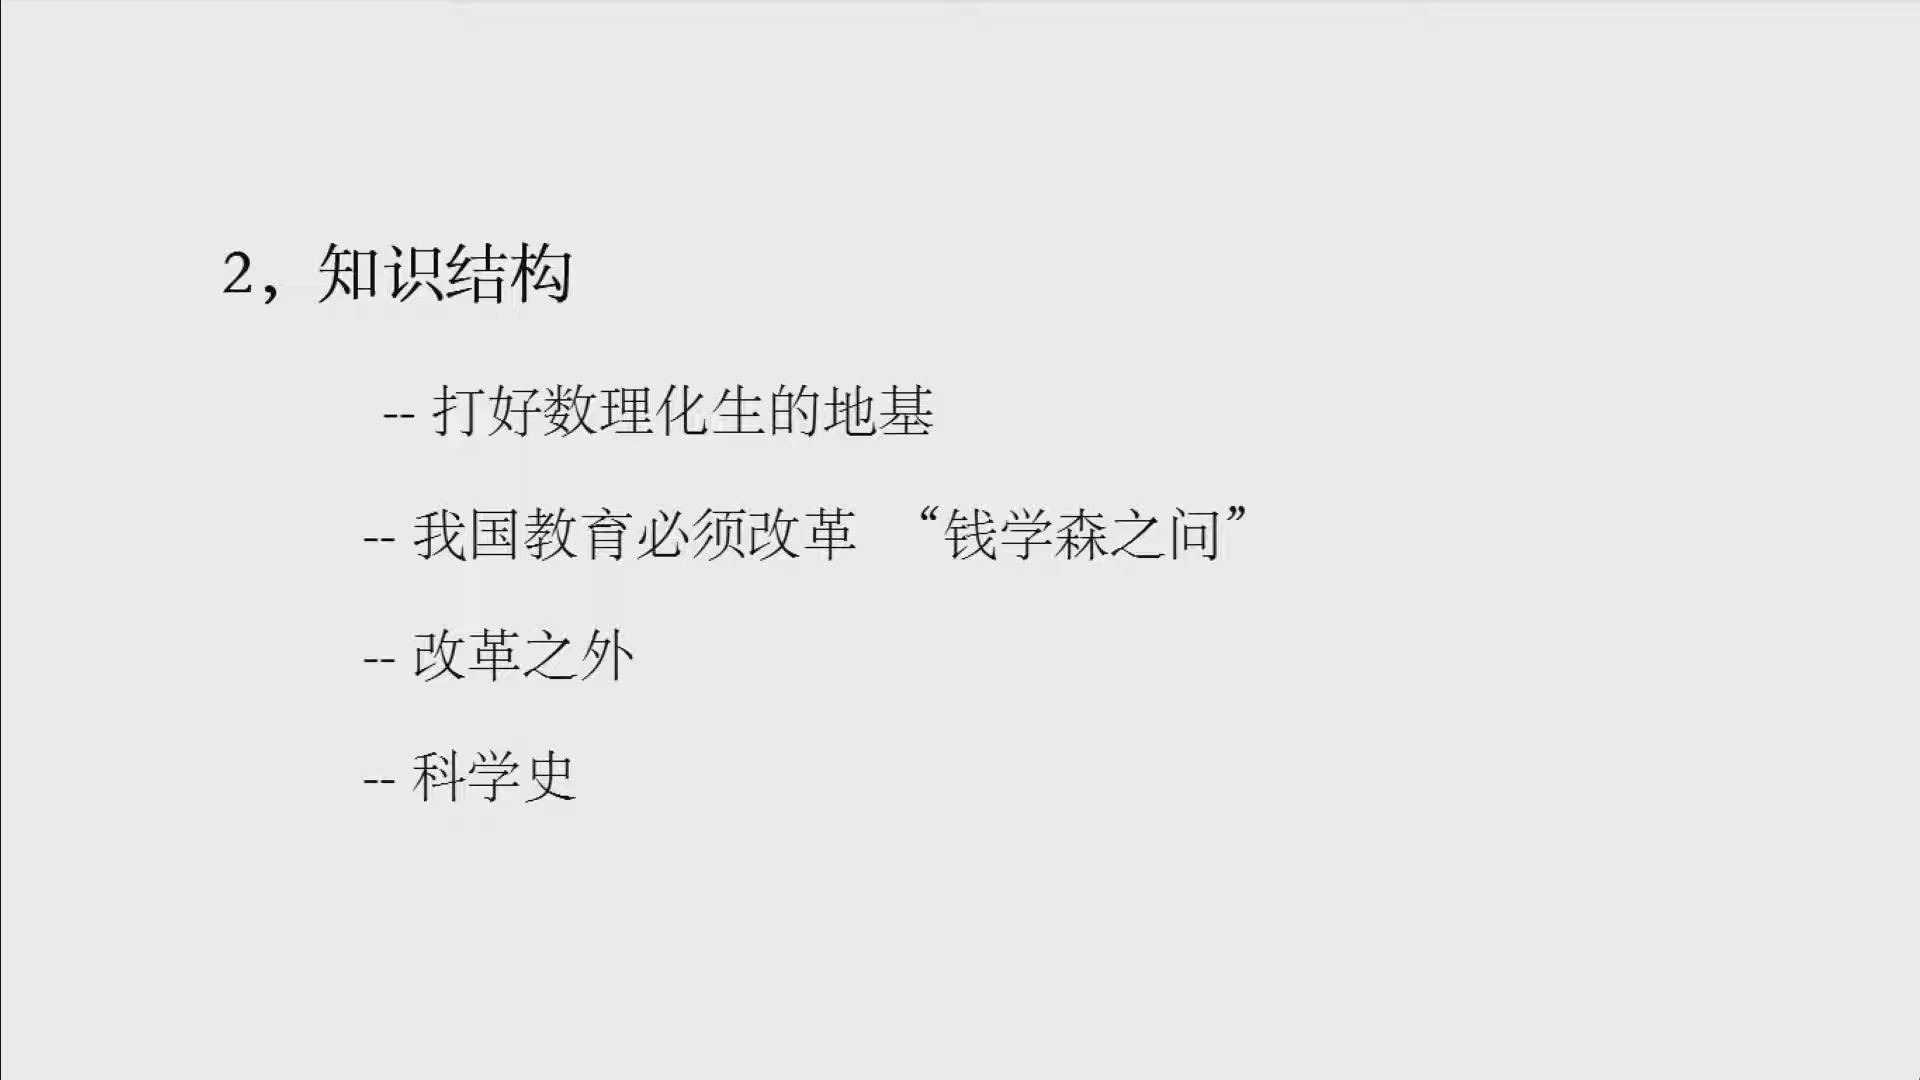 2，知识结构
-- 打好数理化生的地基
-- 我国教育必须改革 “钱学森之问”
-- 改革之外
-- 科学史